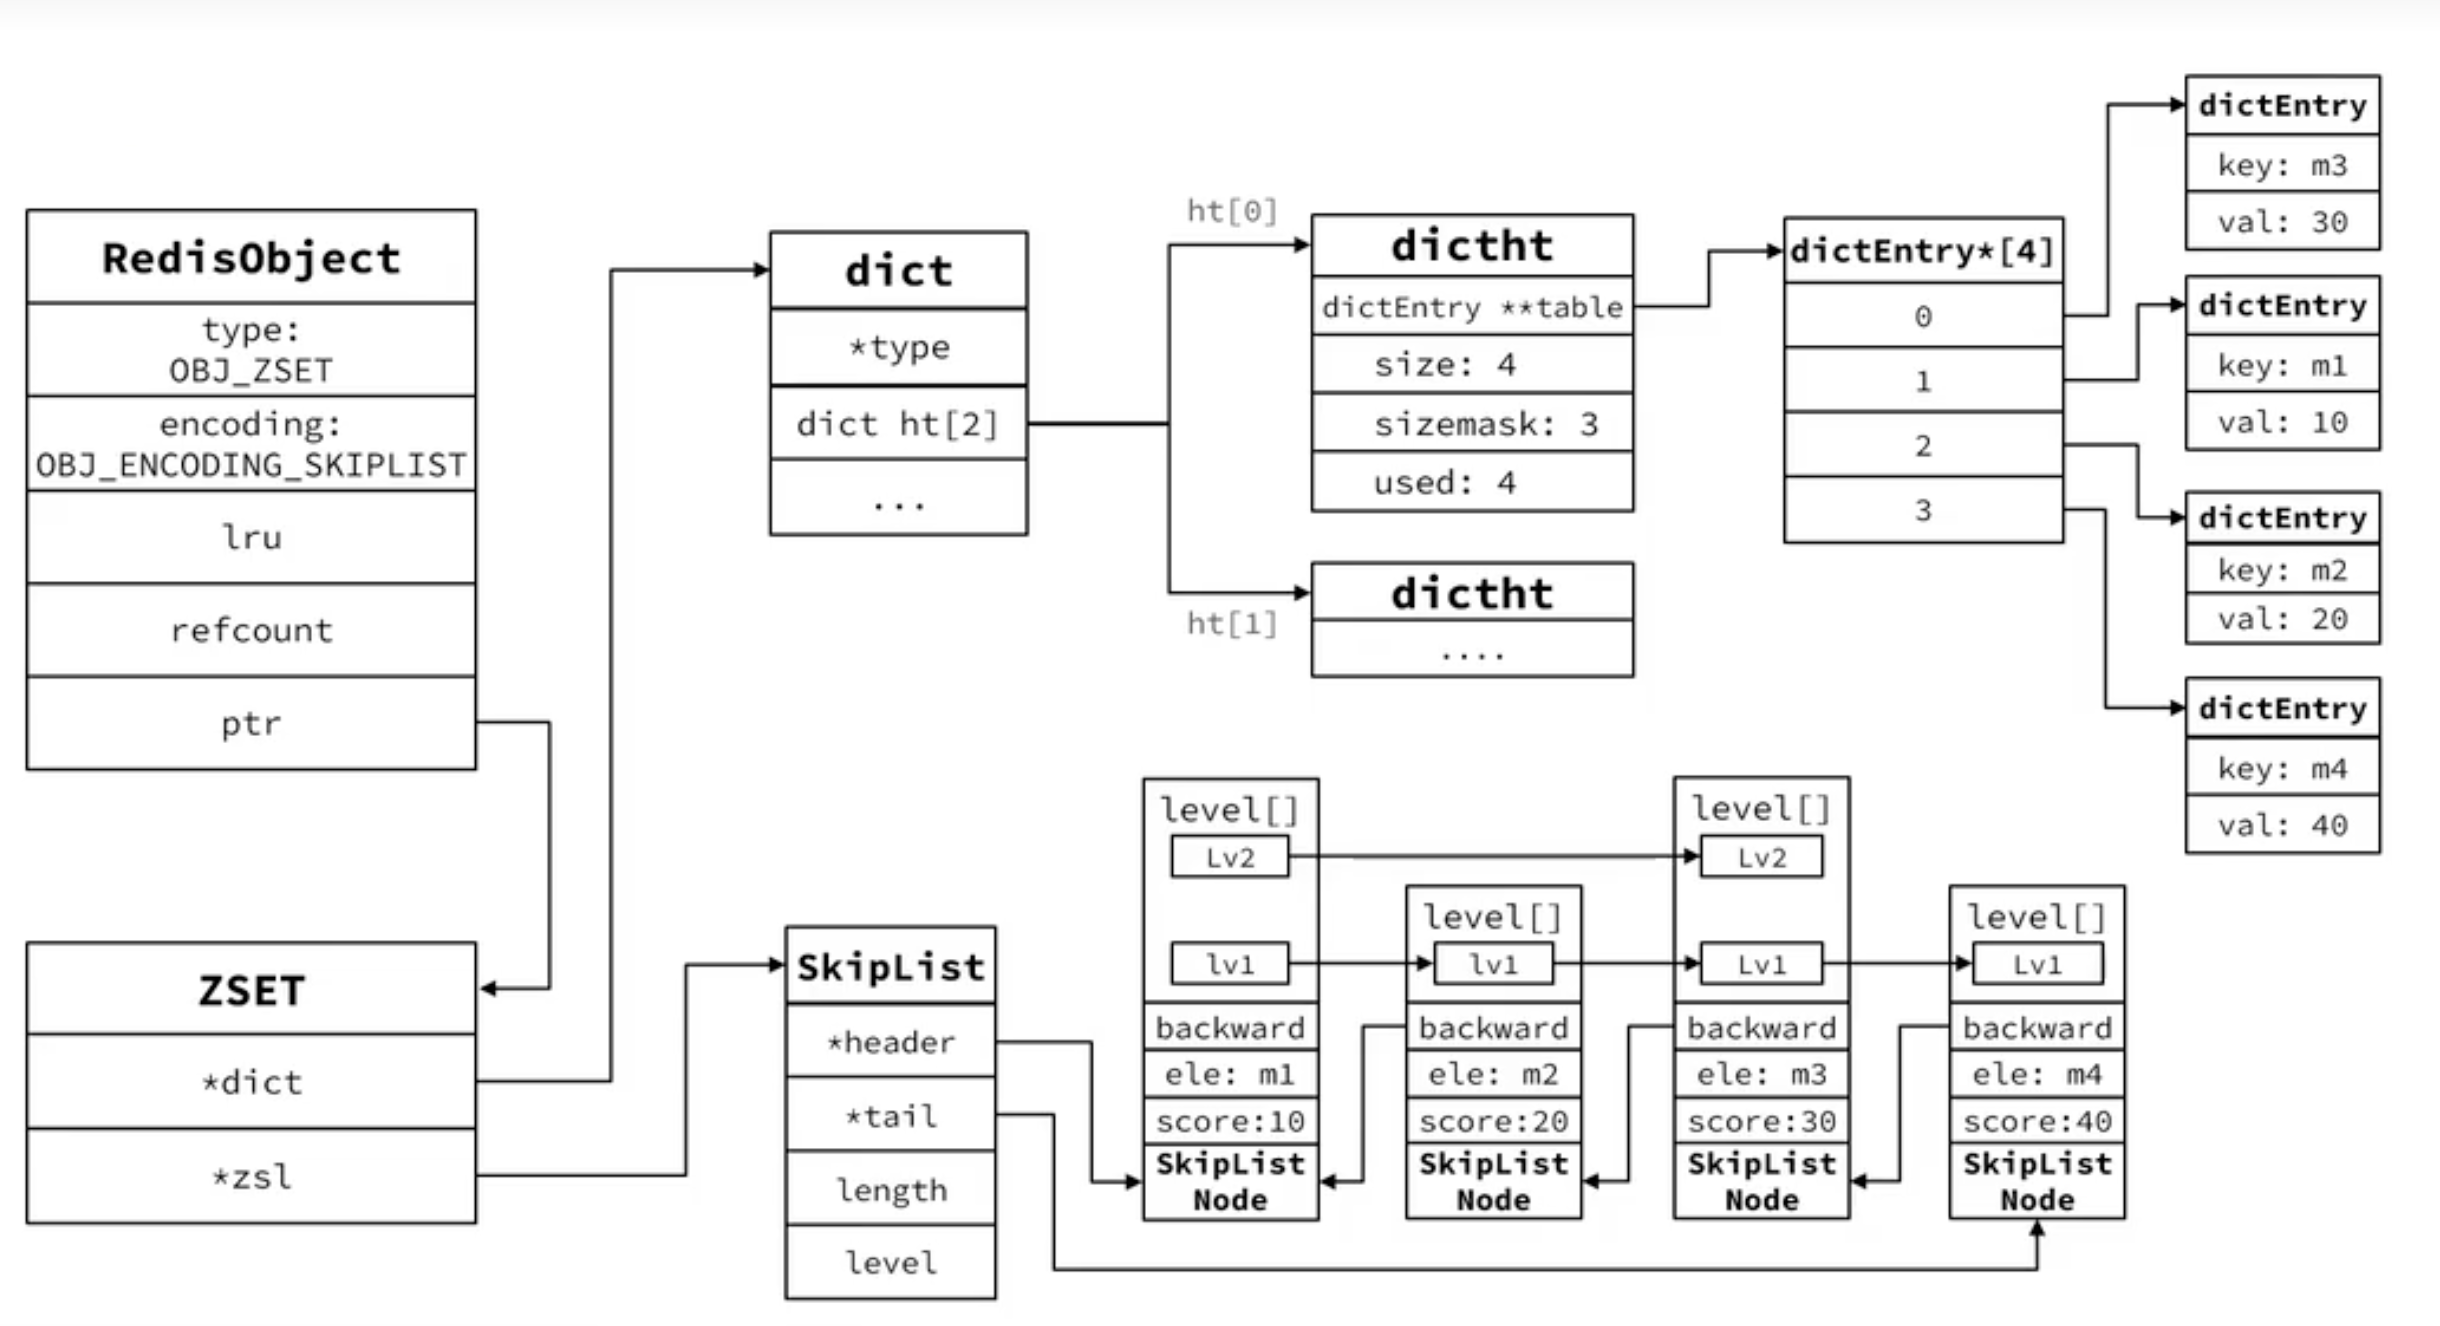 RedisObject
type:
OBJ_ZSET
encoding:
OBJ_ENCODING_SKIPLIST
lru
refcount
ptr
ZSET
*dict
*zsl
dict
*type
dict ht[2]
...
ht[0]
dictht
dictEntry **table
size: 4
sizemask: 3
used: 4
ht[1]
dictht
....
dictEntry*[4]
0
1
2
3
dictEntry
key: m3
val: 30
dictEntry
key: m1
val: 10
dictEntry
key: m2
val: 20
dictEntry
key: m4
val: 40
SkipList
*header
*tail
length
level
level[]
Lv2
lv1
backward
ele: m1
score:10
SkipList
Node
level[]
lv1
backward
ele: m2
score:20
SkipList
Node
level[]
Lv2
Lv1
backward
ele: m3
score:30
SkipList
Node
level[]
Lv1
backward
ele: m4
score:40
SkipList
Node